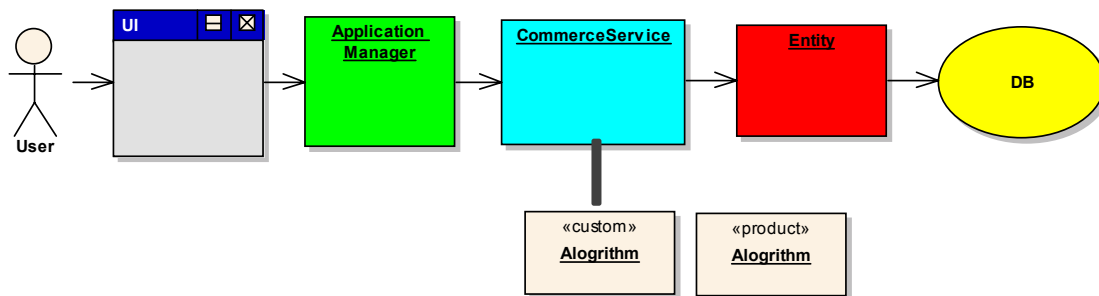 UI
Application
Manager
CommerceService
Entity
DB
User
«custom»
Alogrithm
«product»
Alogrithm